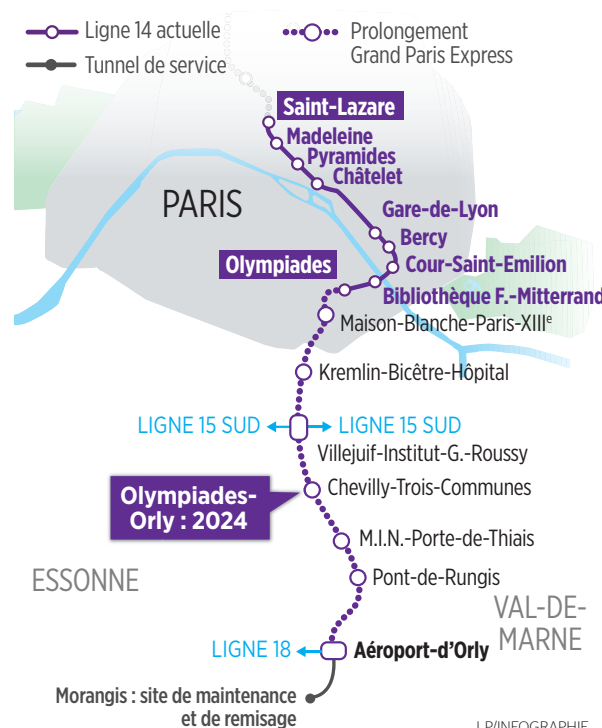 Ligne 14 actuelle
Tunnel de service
Prolongement
Grand Paris Express
Saint-Lazare
Madeleine
Pyramides
Châtelet
PARIS
Gare-de-Lyon
Bercy
Cour-Saint-Emilion
Olympiades
Bibliothèque F.-Mitterrand
Maison-Blanche-Paris-XIIIe
Kremlin-Bicêtre-Hôpital
LIGNE 15 SUD
LIGNE 15 SUD
Villejuif-Institut-G.-Roussy
Olympiades-
Orly : 2024
Chevilly-Trois-Communes
M.I.N.-Porte-de-Thiais
ESSONNE
Pont-de-Rungis
VAL-DE-
MARNE
LIGNE 18
Aéroport-d'Orly
Morangis : site de maintenance
et de remisage
LP/INFOGRAPHIE